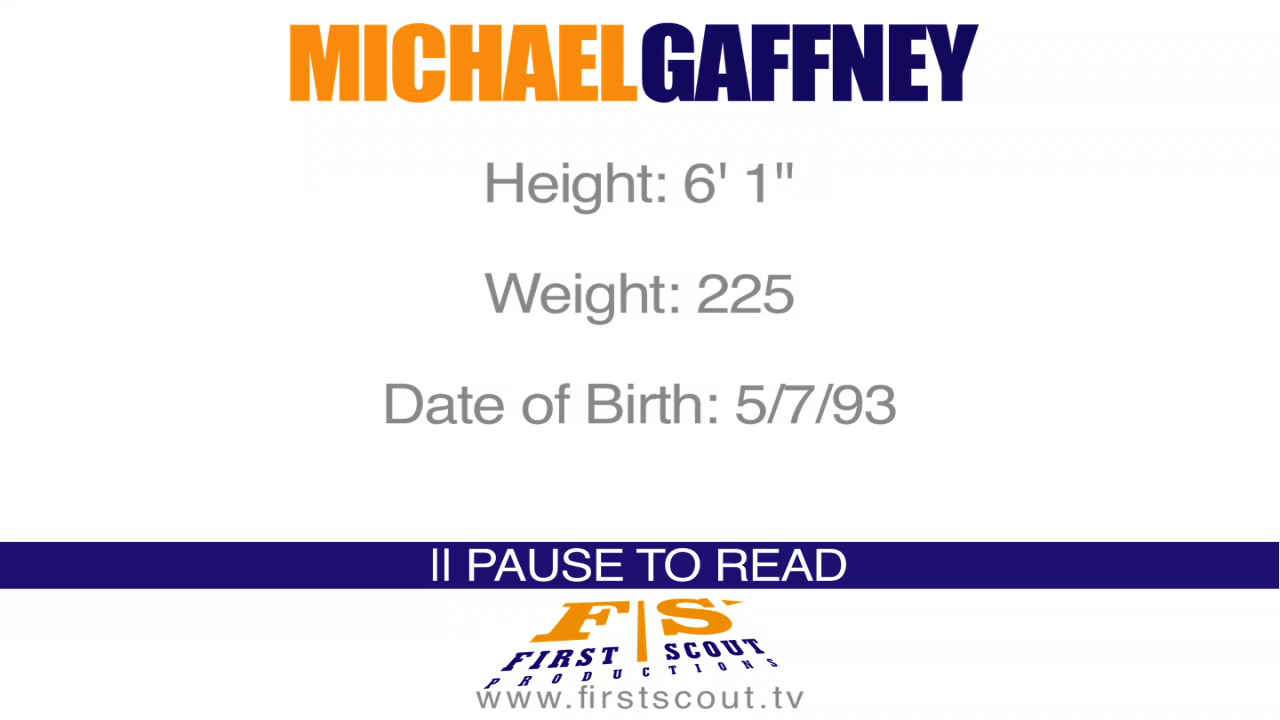 MICHAELGAFFNEY
Height: 6' 1"
Weight: 225
Date of Birth: 5/7/93
II PAUSE TO READ
F|S
FIRST SCOUT
PRODUCTIONS
www.firstscout.tv